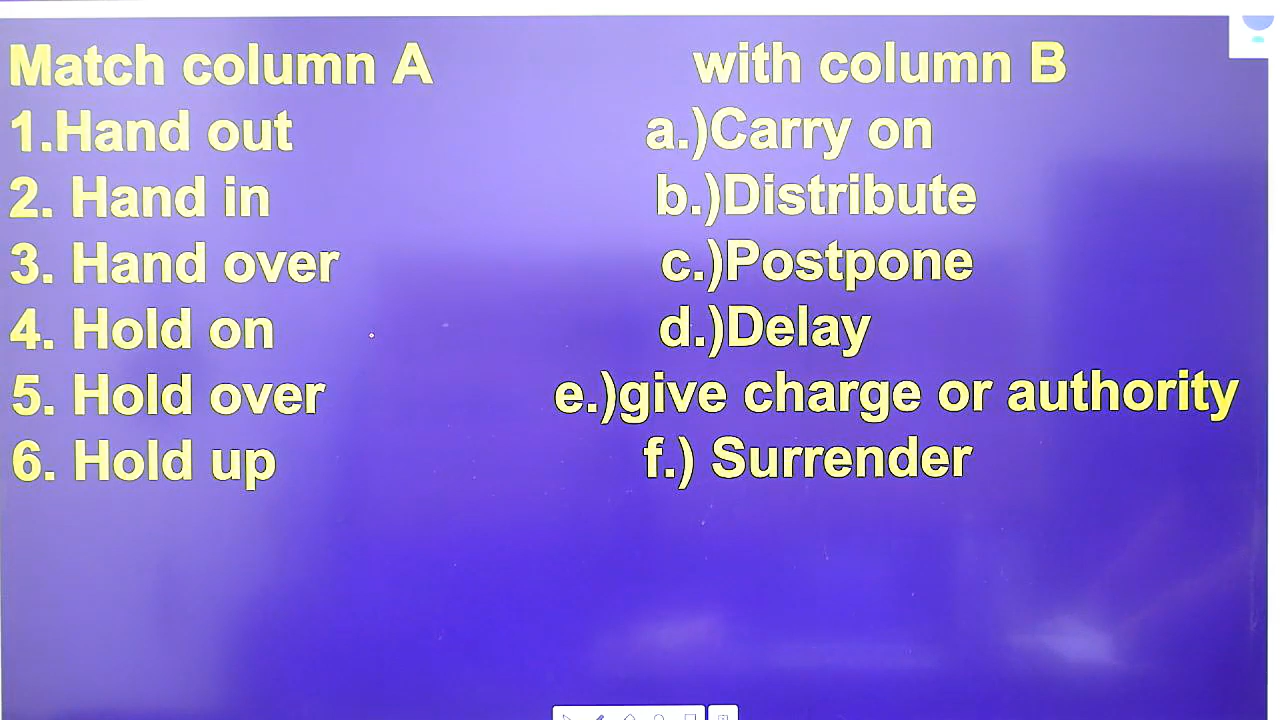 Match column A with column B
1.Hand out a.)Carry on
2. Hand in b.)Distribute
3. Hand over c.)Postpone
4. Hold on d.)Delay
5. Hold over e.)give charge or authority
6. Hold up f.) Surrender